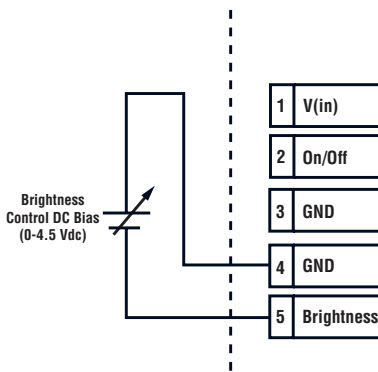 1 V(in)
2 On/Off
Brightness
Control DC Bias
(0-4.5 Vdc)
3 GND
4 GND
5 Brightness